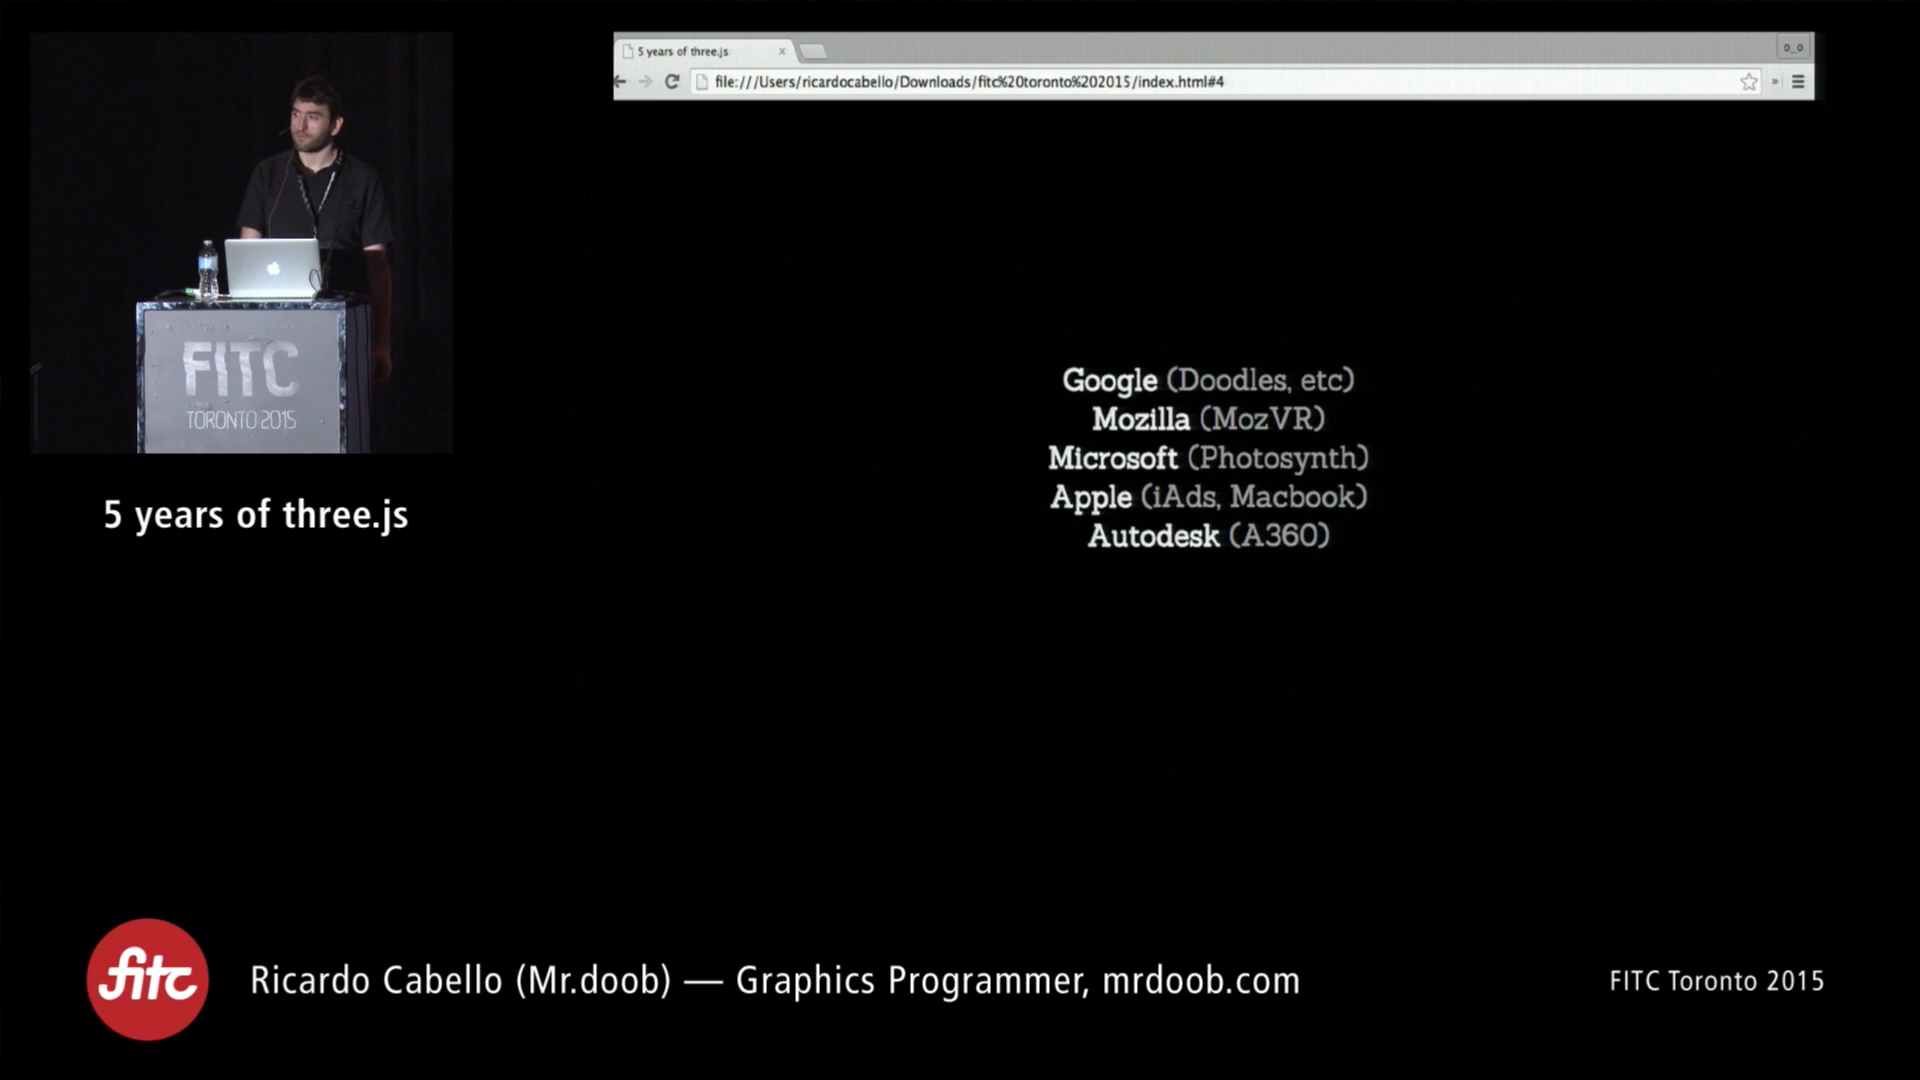 5 years of three.js
0_0
file:///Users/ricardocabello/Downloads/fitc%20toronto%202015/index.html#4
Google (Doodles, etc)
Mozilla (MozVR)
Microsoft (Photosynth)
Apple (iAds, Macbook)
Autodesk (A360)
FITC
TORONTO 2015
5 years of three.js
fitc
Ricardo Cabello (Mr.doob) — Graphics Programmer, mrdoob.com
FITC Toronto 2015